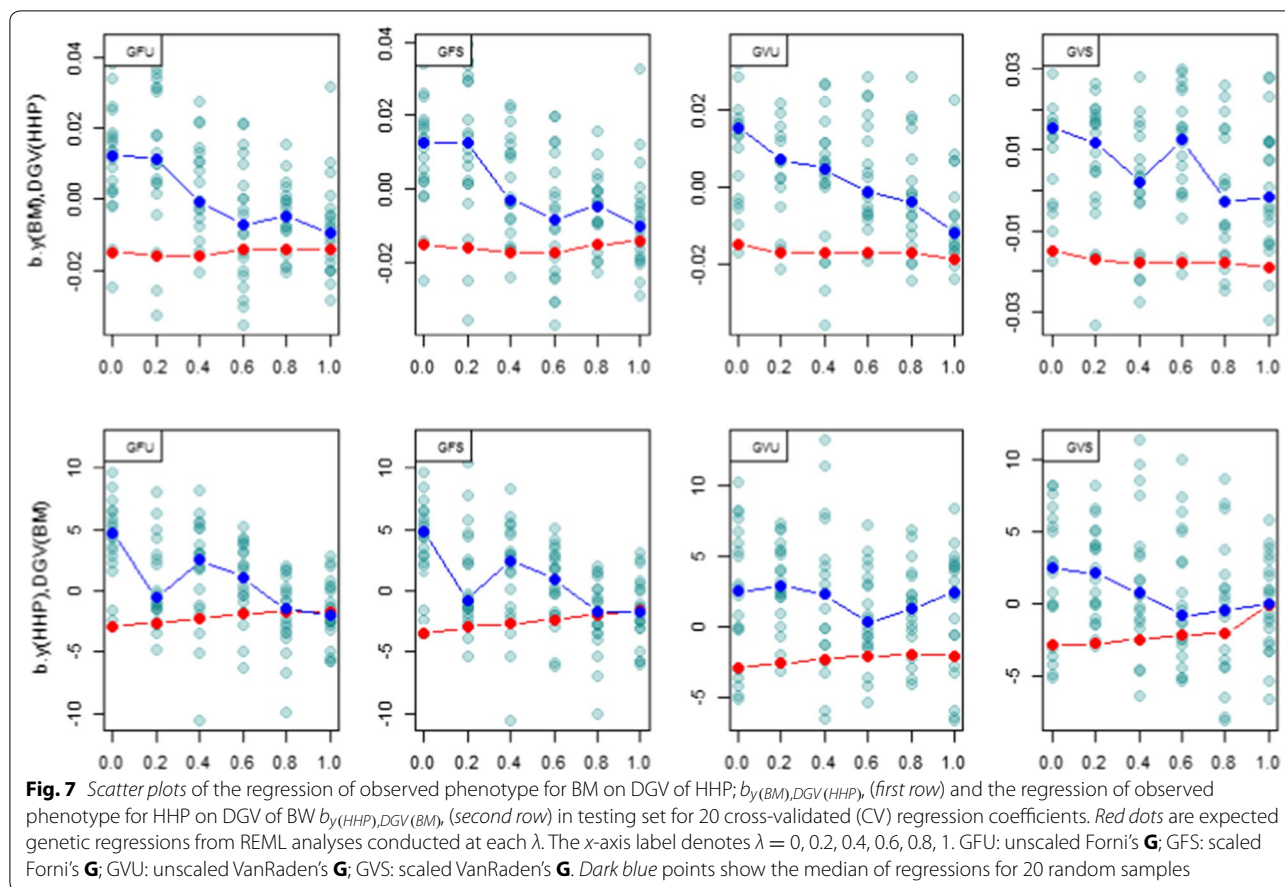 GFU
GFS
GVU
GVS
b.y(BM),DGV(HHP)
0.04
0.02
0.00
-0.02
0.04
0.02
0.00
-0.02
0.02
0.00
-0.02
0.03
0.01
-0.01
-0.03
0.0 0.2 0.4 0.6 0.8 1.0
0.0 0.2 0.4 0.6 0.8 1.0
0.0 0.2 0.4 0.6 0.8 1.0
0.0 0.2 0.4 0.6 0.8 1.0
GFU
GFS
GVU
GVS
b.y(HHP),DGV(BM)
10
5
0
-5
-10
10
5
0
-5
-10
10
5
0
-5
10
5
0
-5
0.0 0.2 0.4 0.6 0.8 1.0
0.0 0.2 0.4 0.6 0.8 1.0
0.0 0.2 0.4 0.6 0.8 1.0
0.0 0.2 0.4 0.6 0.8 1.0
Fig. 7 Scatter plots of the regression of observed phenotype for BM on DGV of HHP; b_y(BM),DGV(HHP), (first row) and the regression of observed
phenotype for HHP on DGV of BW b_y(HHP),DGV(BM), (second row) in testing set for 20 cross-validated (CV) regression coefficients. Red dots are expected
genetic regressions from REML analyses conducted at each λ. The x-axis label denotes λ = 0, 0.2, 0.4, 0.6, 0.8, 1. GFU: unscaled Forni's G; GFS: scaled
Forni's G; GVU: unscaled VanRaden's G; GVS: scaled VanRaden's G. Dark blue points show the median of regressions for 20 random samples